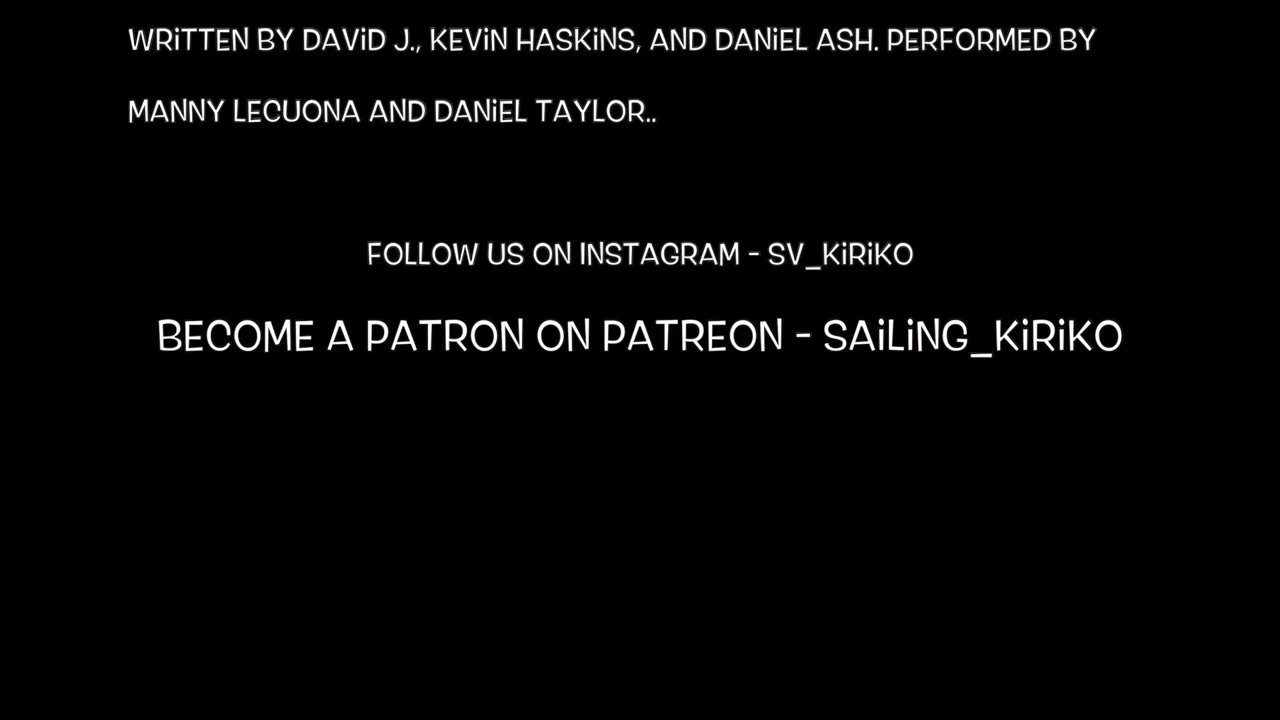 WRiTTEN BY DAViD J., KEViN HASKiNS, AND DANiEL ASH. PERFORMED BY
MANNY LECUONA AND DANiEL TAYLOR..
FOLLOW US ON INSTAGRAM - SV_KiRiKO
BECOME A PATRON ON PATREON - SAiLiNG_KiRiKO